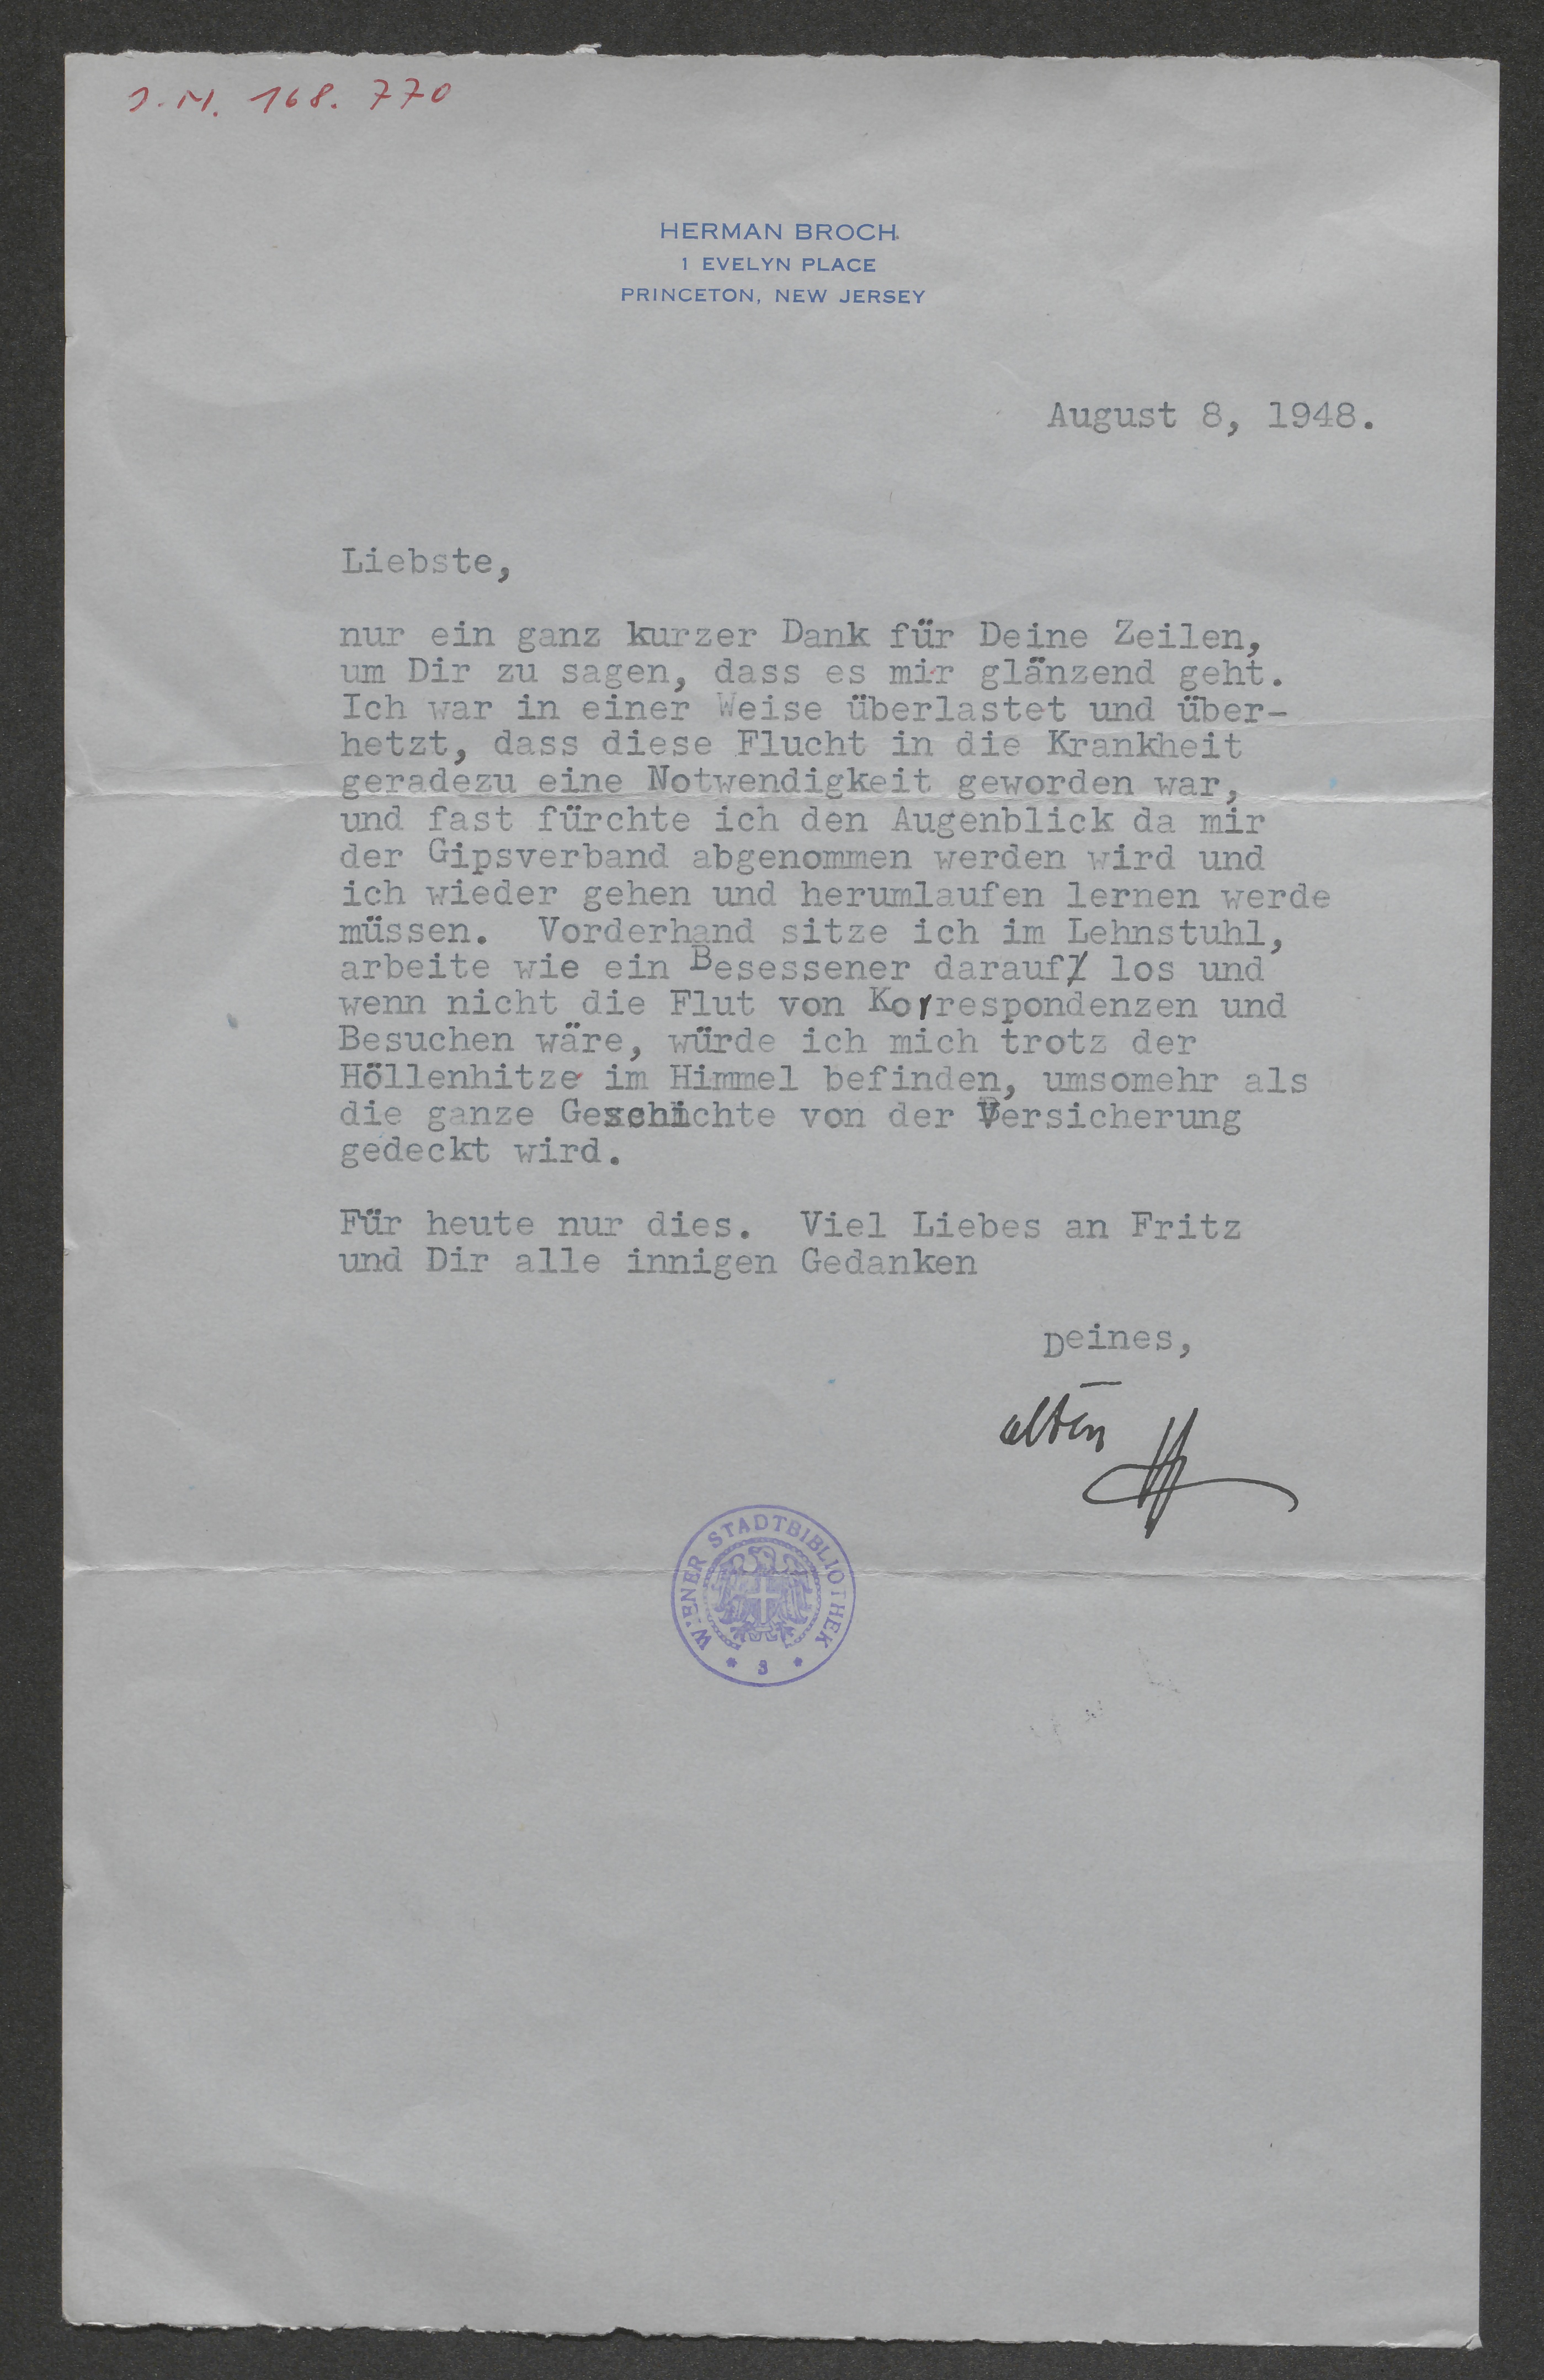 J.N. 168.770
HERMAN BROCH
1 EVELYN PLACE
PRINCETON, NEW JERSEY
August 8, 1948.
Liebste,
nur ein ganz kurzer Dank für Deine Zeilen,
um Dir zu sagen, dass es mir glänzend geht.
Ich war in einer Weise überlastet und über-
hetzt, dass diese Flucht in die Krankheit
geradezu eine Notwendigkeit geworden war,
und fast fürchte ich den Augenblick da mir
der Gipsverband abgenommen werden wird und
ich wieder gehen und herumlaufen lernen werde
müssen. Vorderhand sitze ich im Lehnstuhl,
arbeite wie ein Besessener darauf los und
wenn nicht die Flut von Korrespondenzen und
Besuchen wäre, würde ich mich trotz der
Höllenhitze im Himmel befinden, umsomehr als
die ganze Geschichte von der Versicherung
gedeckt wird.
Für heute nur dies. Viel Liebes an Fritz
und Dir alle innigen Gedanken
Deines,
alten
H
WIENER STADTBIBLIOTHEK
* 3 *